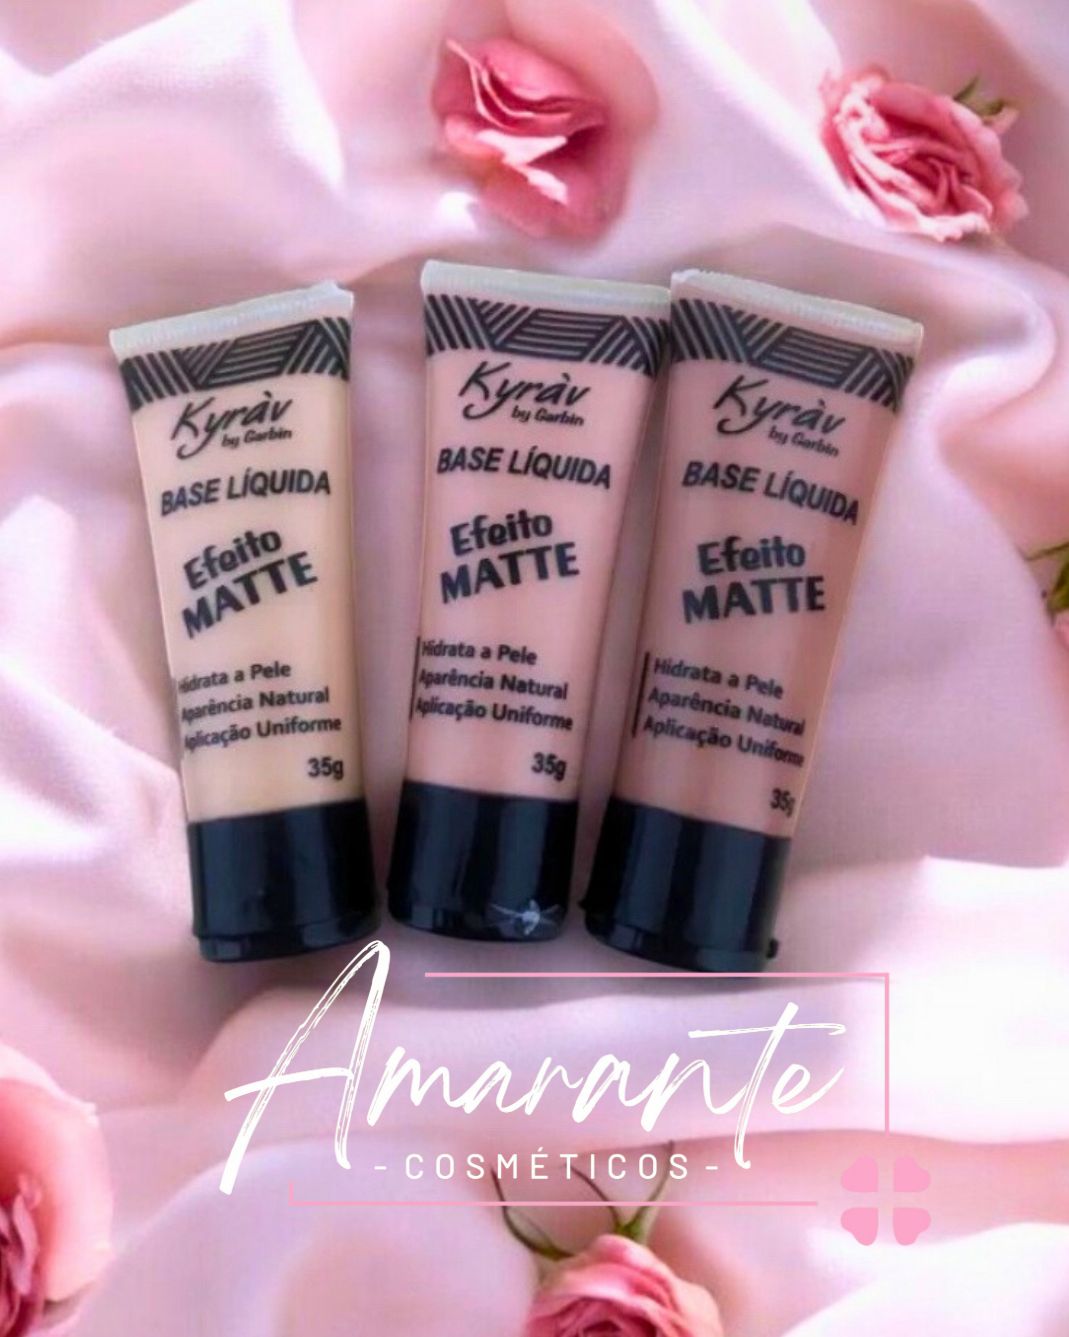 Kyràv
by Garbin
BASE LÍQUIDA
Efeito
MATTE
Hidrata a Pele
Aparência Natural
Aplicação Uniforme
35g
Kyràv
by Garbin
BASE LÍQUIDA
Efeito
MATTE
Hidrata a Pele
Aparência Natural
Aplicação Uniforme
35g
Kyràv
by Garbin
BASE LÍQUIDA
Efeito
MATTE
Hidrata a Pele
Aparência Natural
Aplicação Uniforme
35g
Amarante
- COSMÉTICOS -